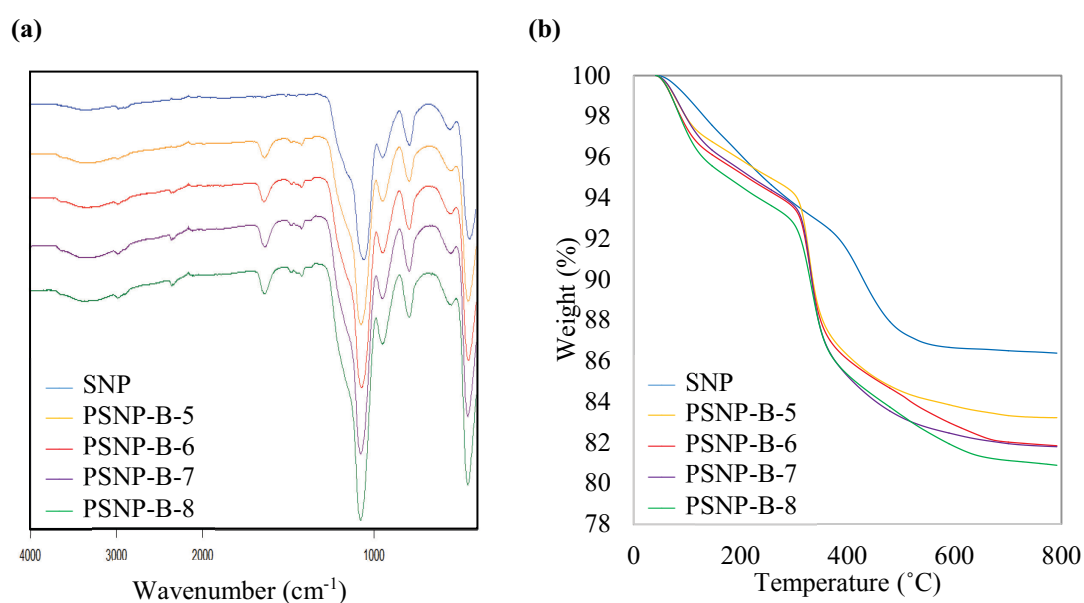 (a)
SNP
PSNP-B-5
PSNP-B-6
PSNP-B-7
PSNP-B-8
4000 3000 2000 1000
Wavenumber (cm⁻¹)
(b)
100
98
96
94
92
90
88
86
84
82
80
78
Weight (%)
SNP
PSNP-B-5
PSNP-B-6
PSNP-B-7
PSNP-B-8
0 200 400 600 800
Temperature (˚C)